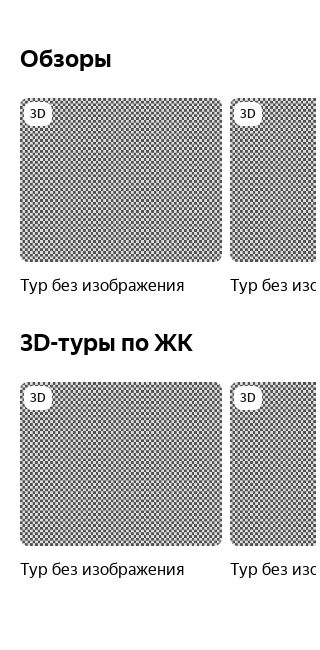 Обзоры
3D
3D
Тур без изображения
Тур без изо
3D-туры по ЖК
3D
3D
Тур без изображения
Тур без изо